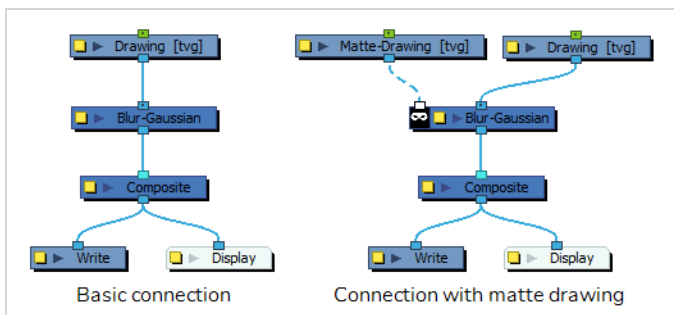 Drawing [tvg]
Blur-Gaussian
Composite
Write
Display
Basic connection
Matte-Drawing [tvg]
Drawing [tvg]
Blur-Gaussian
Composite
Write
Display
Connection with matte drawing